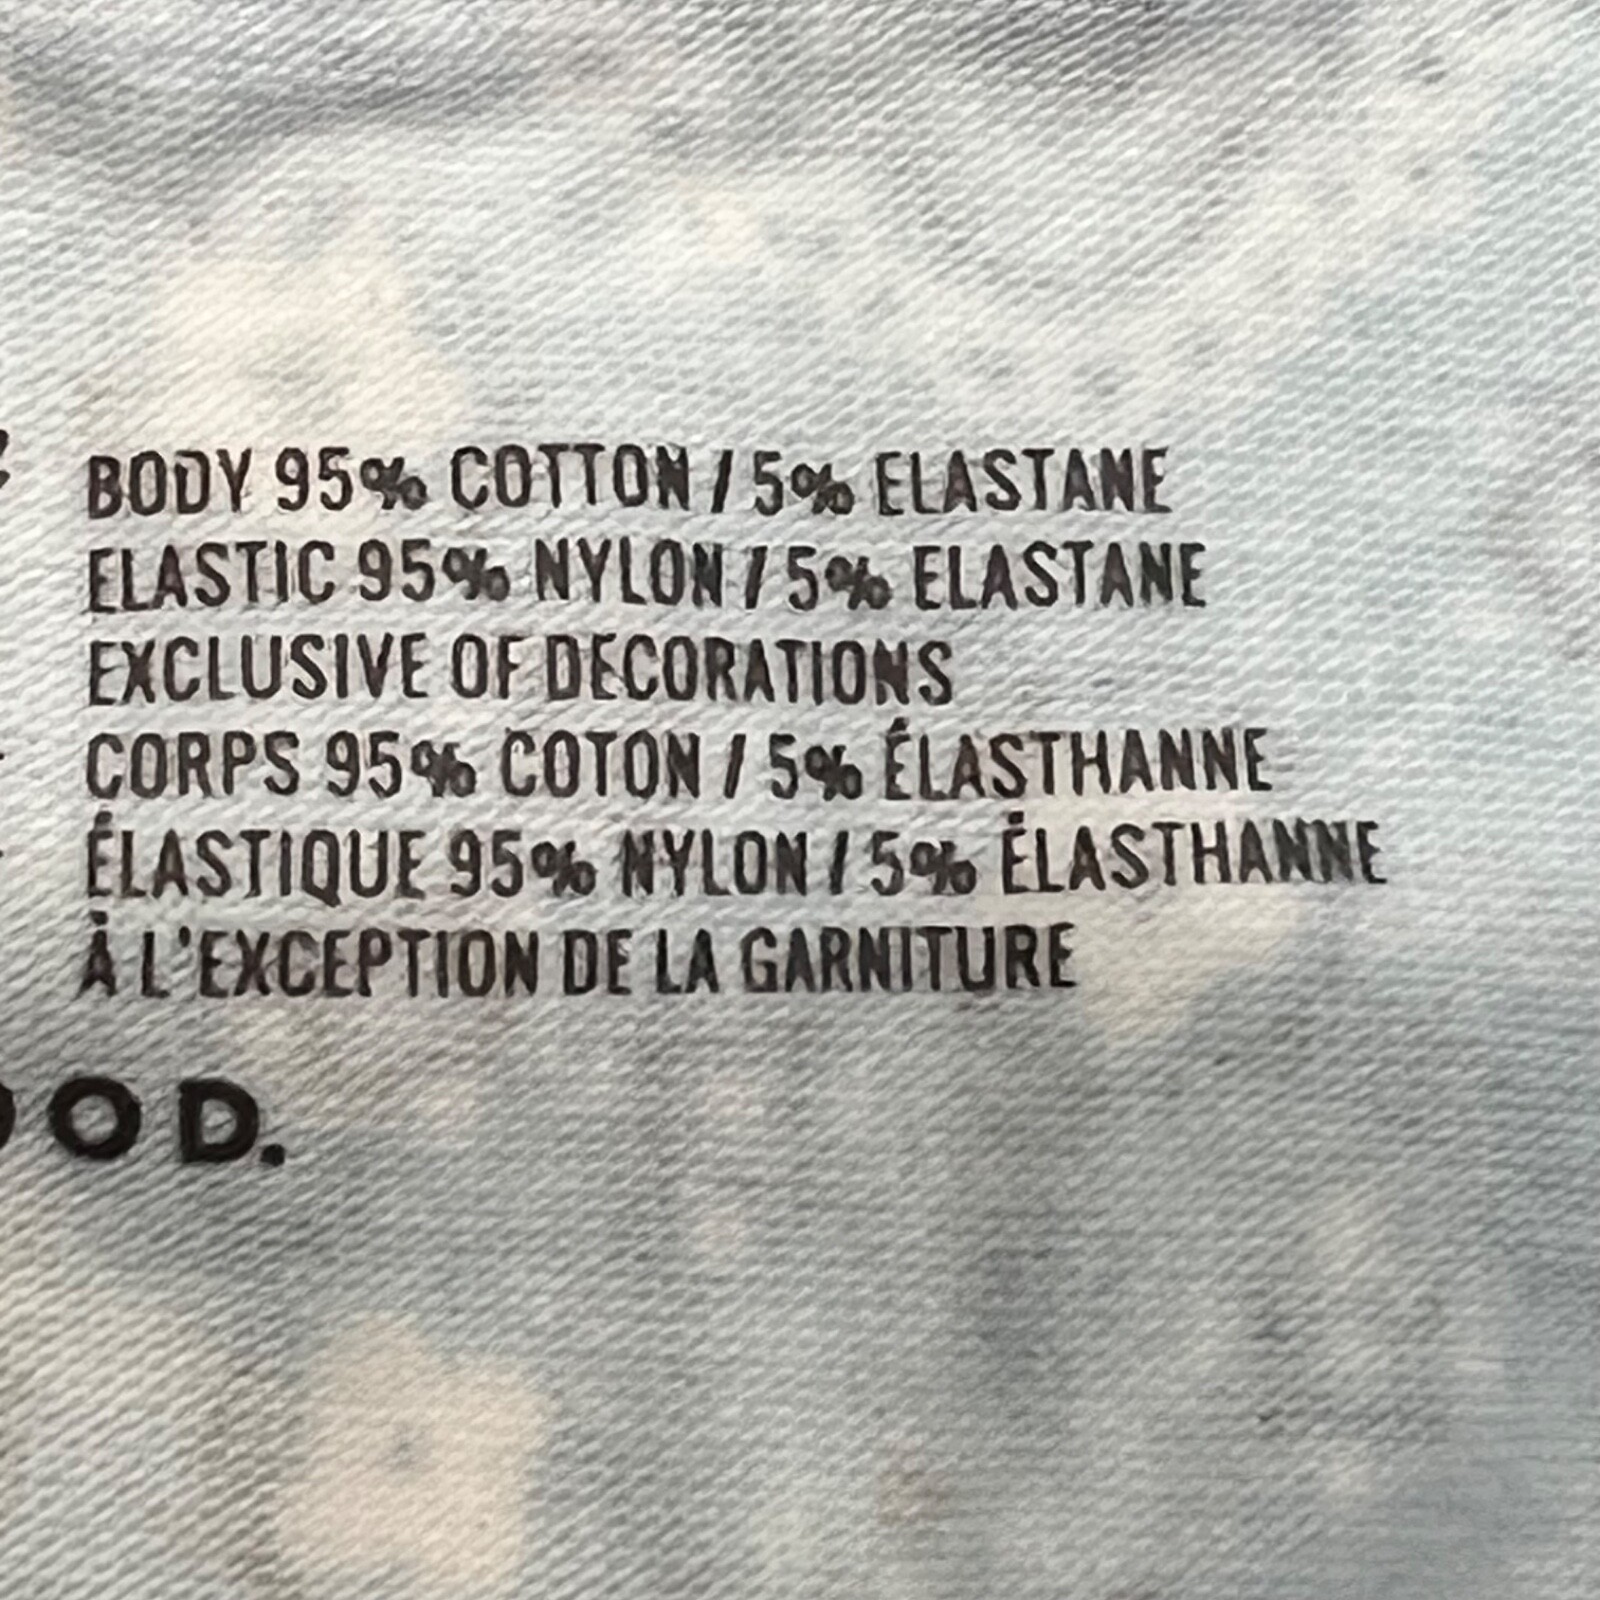 BODY 95% COTTON / 5% ELASTANE
ELASTIC 95% NYLON / 5% ELASTANE
EXCLUSIVE OF DECORATIONS
CORPS 95% COTON / 5% ÉLASTHANNE
ÉLASTIQUE 95% NYLON / 5% ÉLASTHANNE
À L'EXCEPTION DE LA GARNITURE